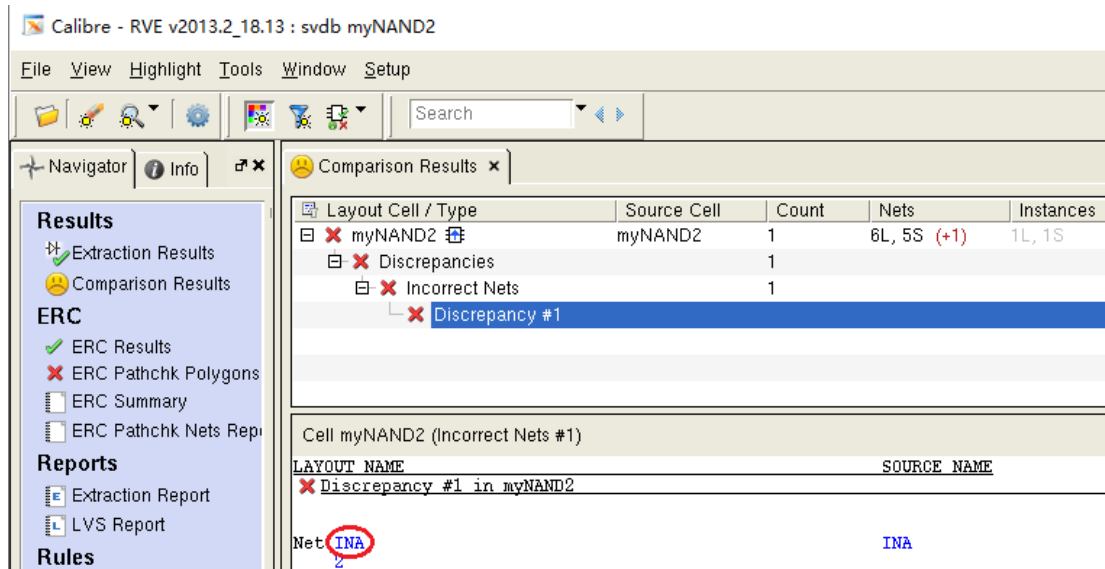 Calibre - RVE v2013.2_18.13 : svdb myNAND2
File View Highlight Tools Window Setup
Search
Navigator Info
Comparison Results
Results
Extraction Results
Comparison Results
ERC
ERC Results
ERC Pathchk Polygons
ERC Summary
ERC Pathchk Nets Rep
Reports
Extraction Report
LVS Report
Rules
Layout Cell / Type Source Cell Count Nets Instances
myNAND2 myNAND2 1 6L, 5S (+1) 1L, 1S
Discrepancies 1
Incorrect Nets 1
Discrepancy #1
Cell myNAND2 (Incorrect Nets #1)
LAYOUT NAME SOURCE NAME
Discrepancy #1 in myNAND2
Net INA INA
2